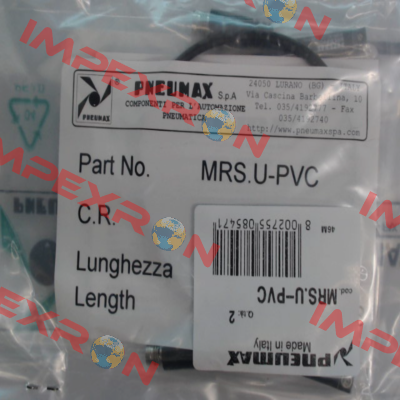 PNEUMAX S.p.A
COMPONENTI PER L'AUTOMAZIONE
PNEUMATICA
PNEUMAX
24050 LURANO (BG)
Via Cascina Barbellina, 10
Tel. 035/4192777 - Fax
035/4192740
http://www.pneumaxspa.com
Part No. MRS.U-PVC
C.R.
Lunghezza
Length
8 002755 085471
46M
cod. MRS.U-PVC
Q.tà: 2
Made in Italy
PNEUMAX
IMPEXRON
IMPEXRON
IMPEXRON